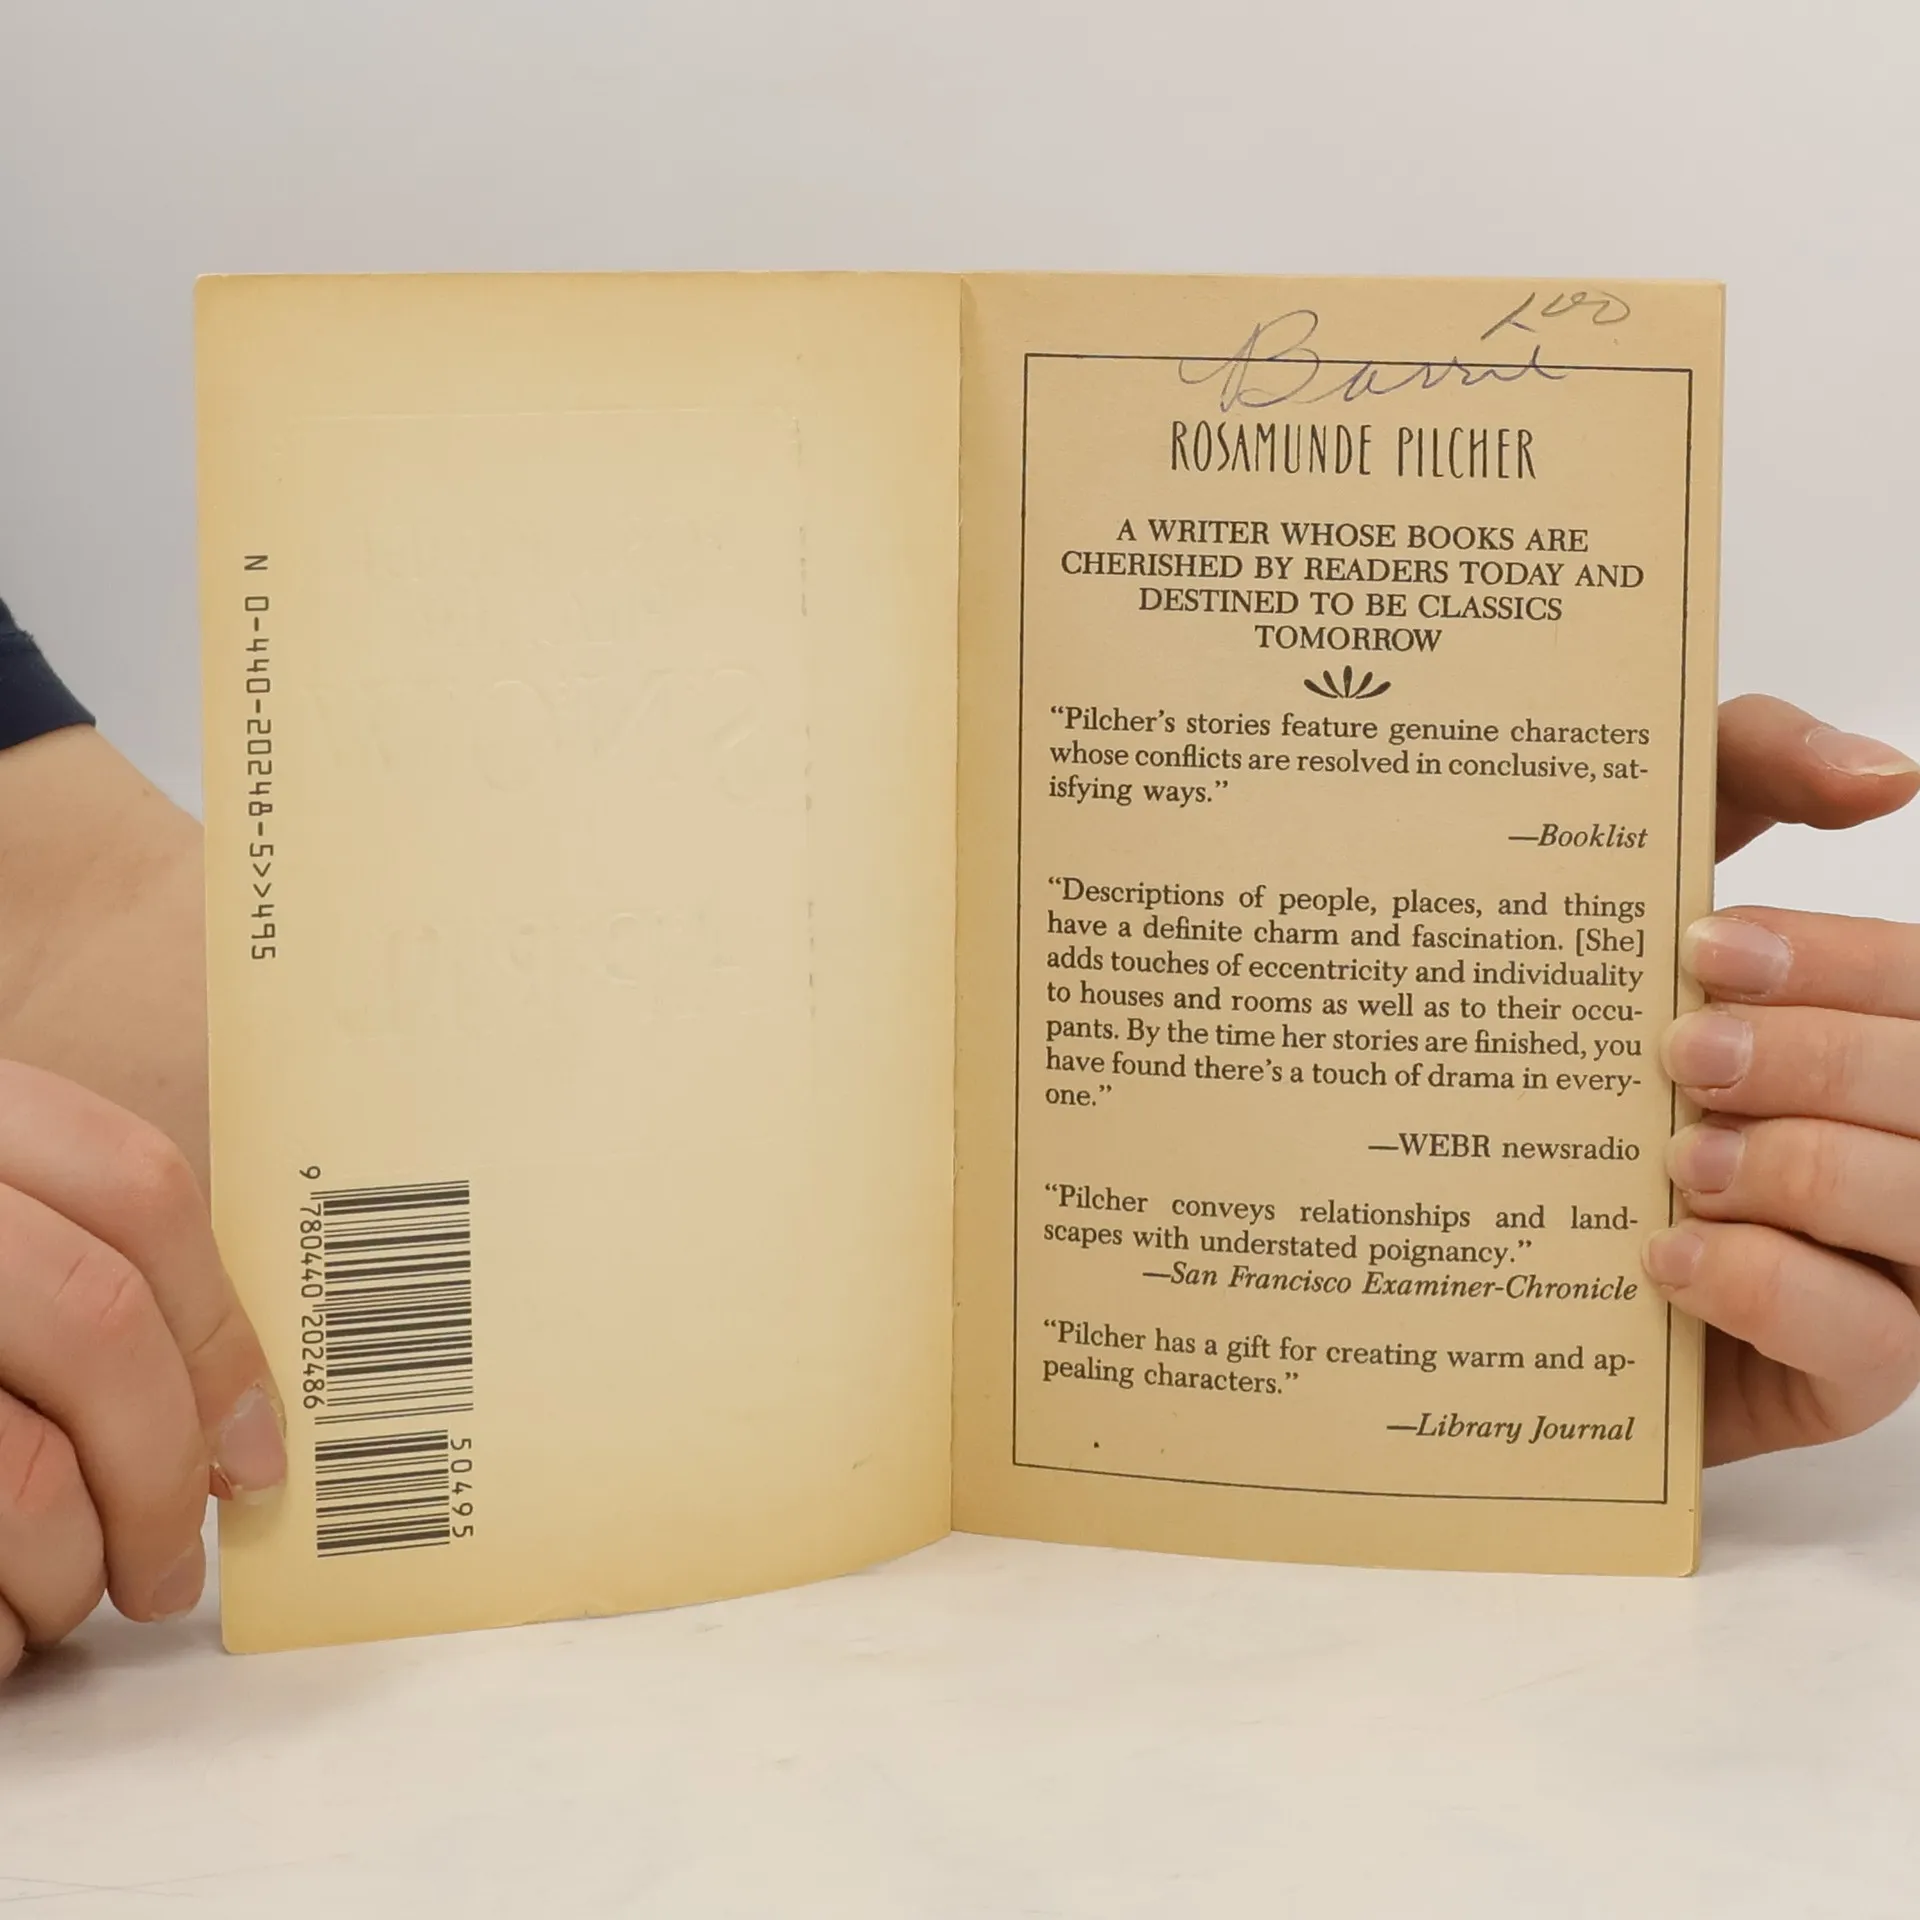 N 0-440-20248-5>>495
9 780440 202486
50495
ROSAMUNDE PILCHER
A WRITER WHOSE BOOKS ARE
CHERISHED BY READERS TODAY AND
DESTINED TO BE CLASSICS
TOMORROW
“Pilcher’s stories feature genuine characters
whose conflicts are resolved in conclusive, sat-
isfying ways.”
—Booklist
“Descriptions of people, places, and things
have a definite charm and fascination. [She]
adds touches of eccentricity and individuality
to houses and rooms as well as to their occu-
pants. By the time her stories are finished, you
have found there’s a touch of drama in every-
one.”
—WEBR newsradio
“Pilcher conveys relationships and land-
scapes with understated poignancy.”
—San Francisco Examiner-Chronicle
“Pilcher has a gift for creating warm and ap-
pealing characters.”
—Library Journal